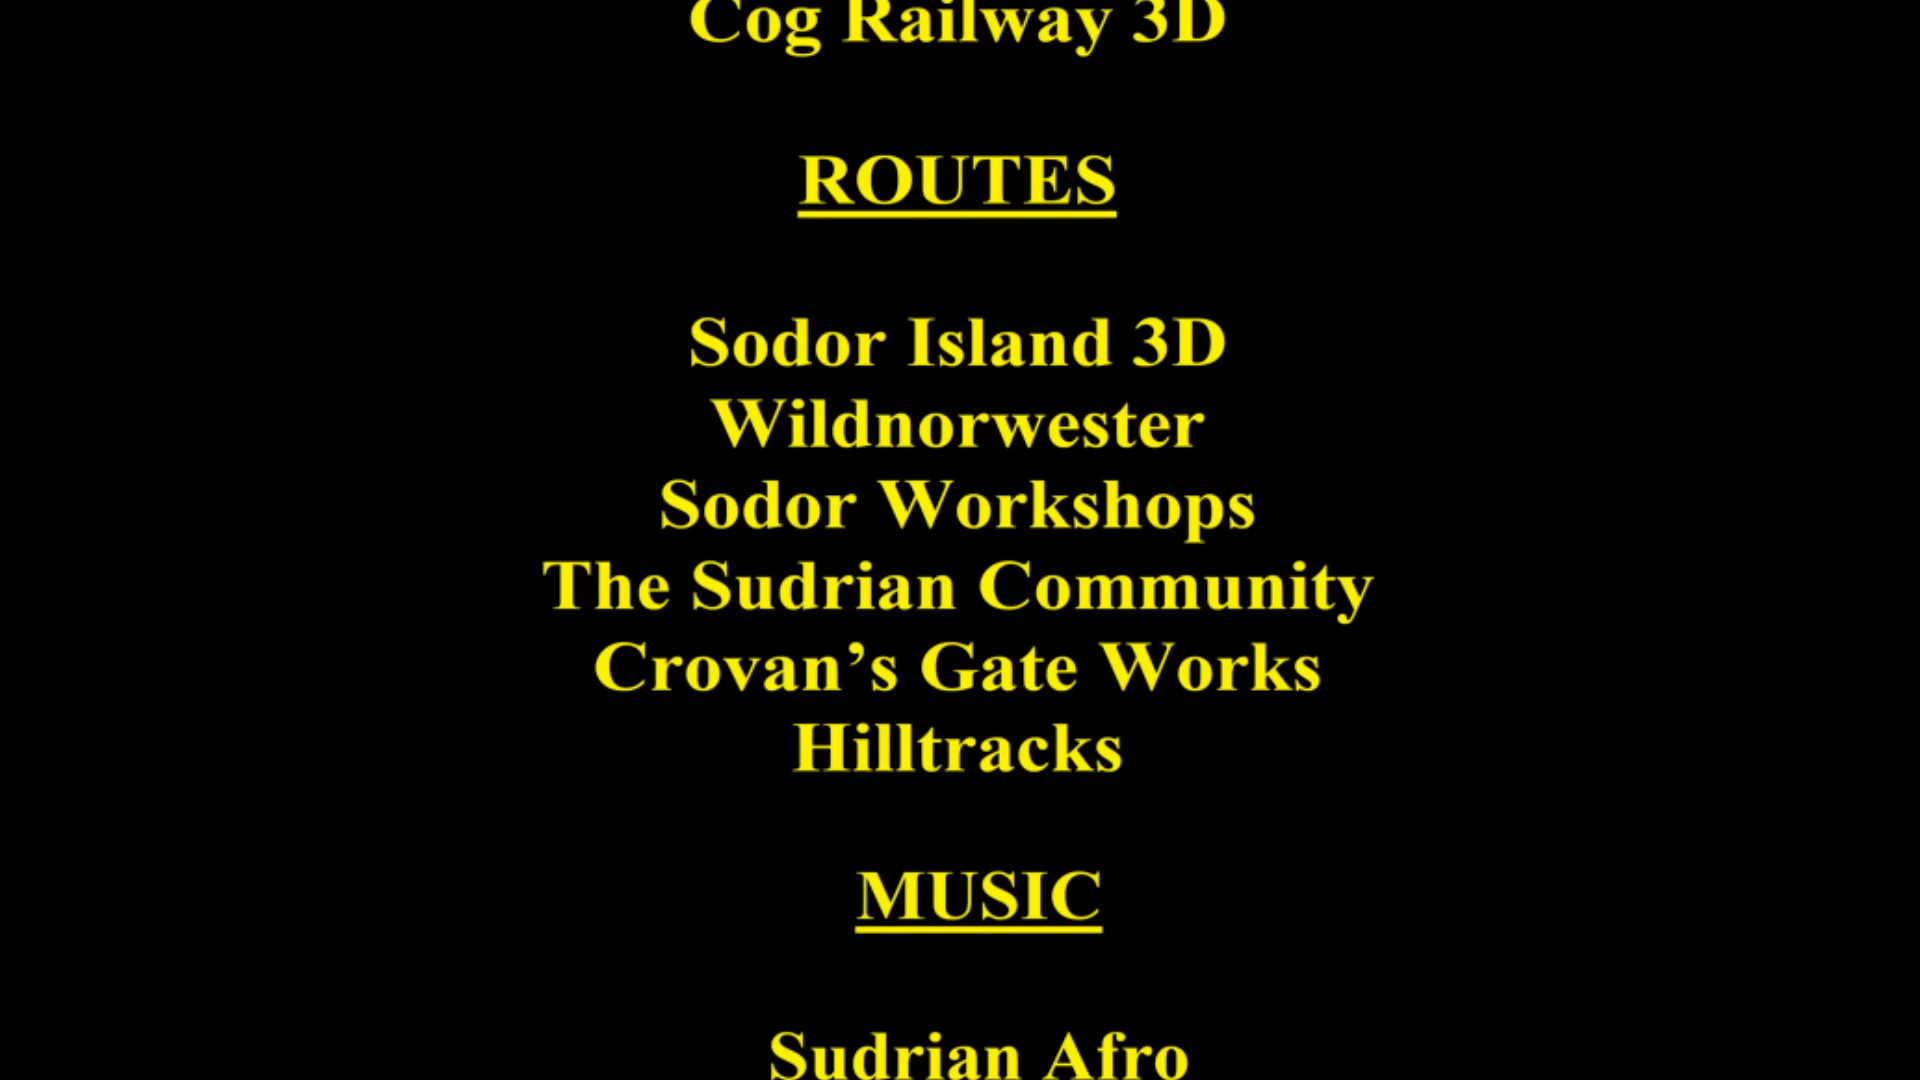 Cog Railway 3D
ROUTES
Sodor Island 3D
Wildnorwester
Sodor Workshops
The Sudrian Community
Crovan’s Gate Works
Hilltracks
MUSIC
Sudrian Afro